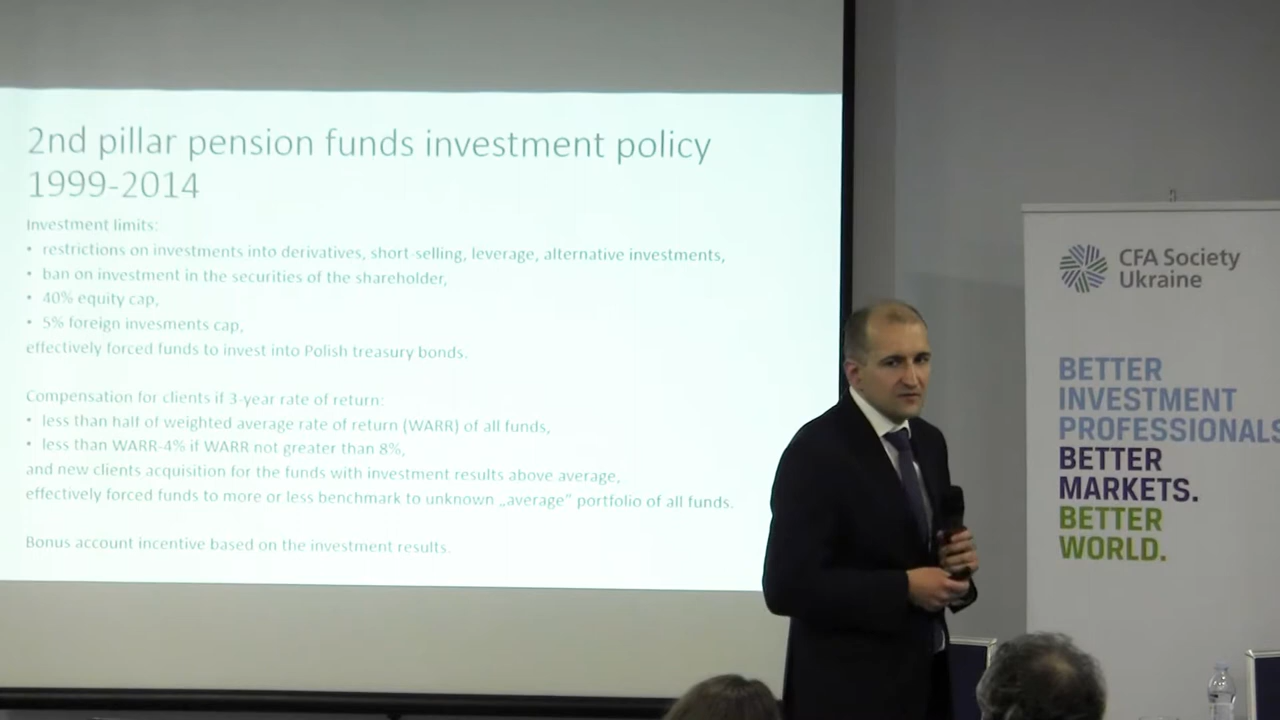 2nd pillar pension funds investment policy
1999-2014
Investment limits:
• restrictions on investments into derivatives, short-selling, leverage, alternative investments,
• ban on investment in the securities of the shareholder,
• 40% equity cap,
• 5% foreign invesments cap,
effectively forced funds to invest into Polish treasury bonds.
Compensation for clients if 3-year rate of return:
• less than half of weighted average rate of return (WARR) of all funds,
• less than WARR-4% if WARR not greater than 8%,
and new clients acquisition for the funds with investment results above average,
effectively forced funds to more or less benchmark to unknown „average” portfolio of all funds.
Bonus account incentive based on the investment results.
CFA Society
Ukraine
BETTER
INVESTMENT
PROFESSIONALS
BETTER
MARKETS.
BETTER
WORLD.